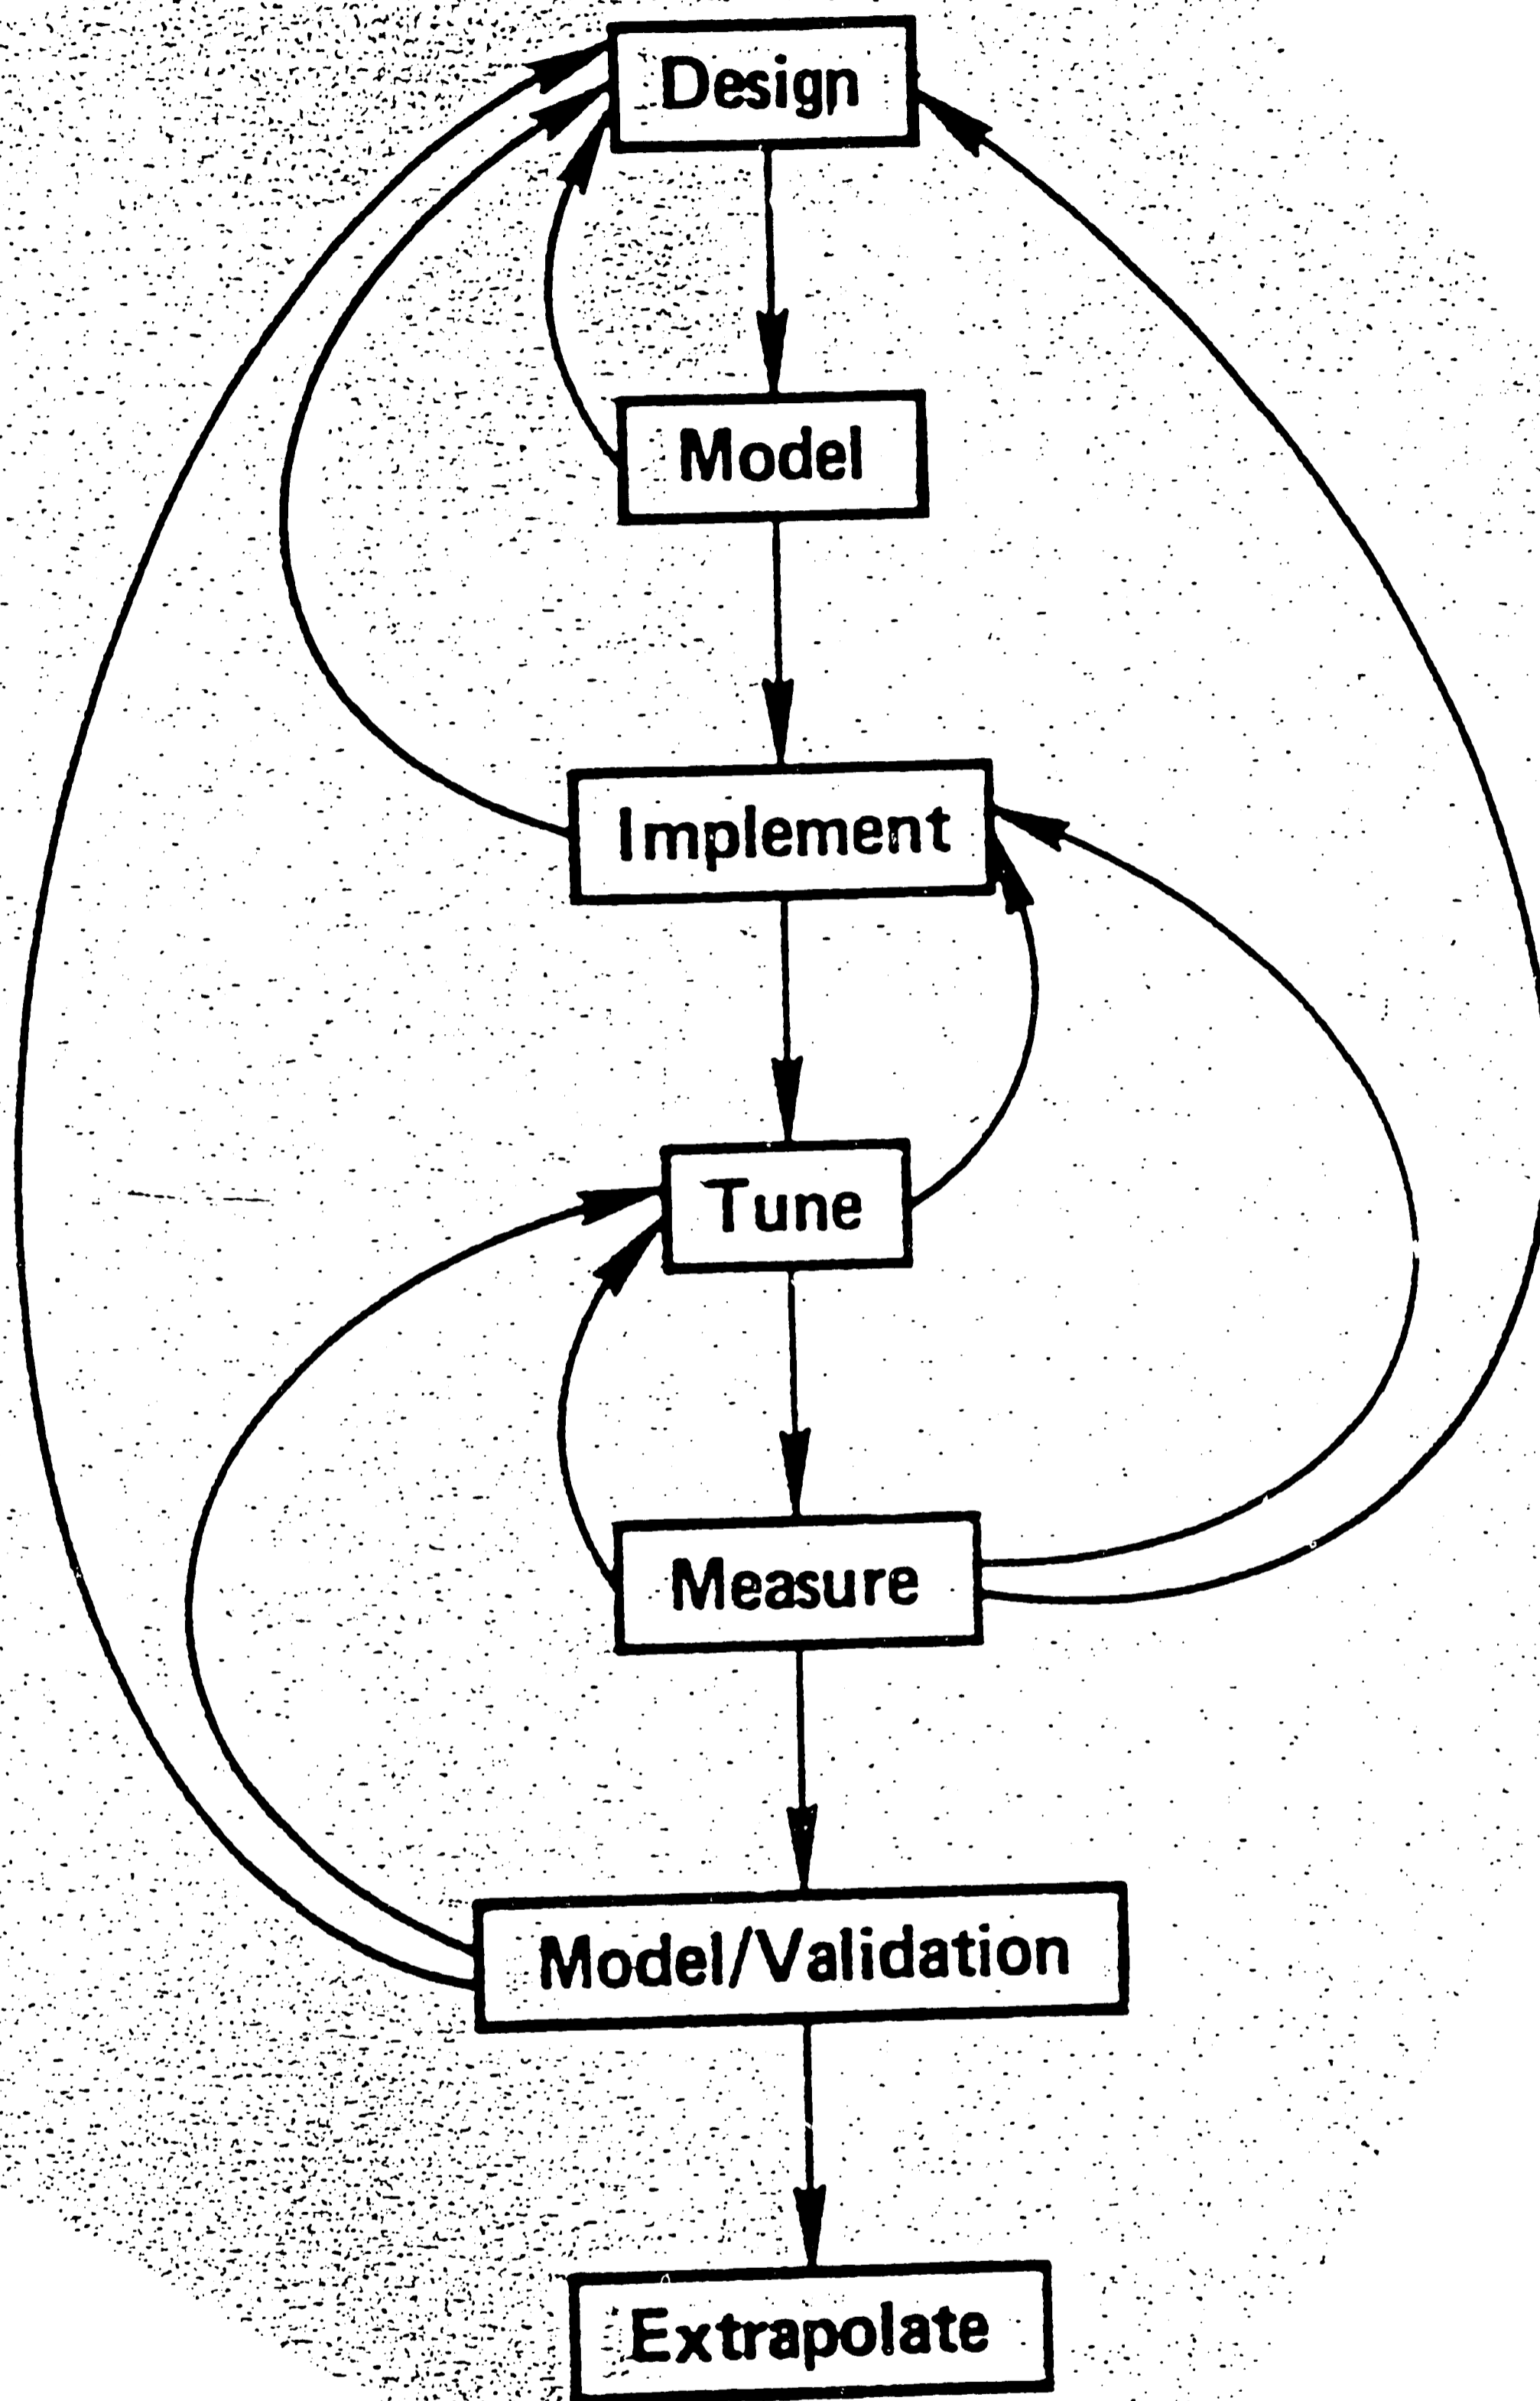 Design
Model
Implement
Tune
Measure
Model/Validation
Extrapolate